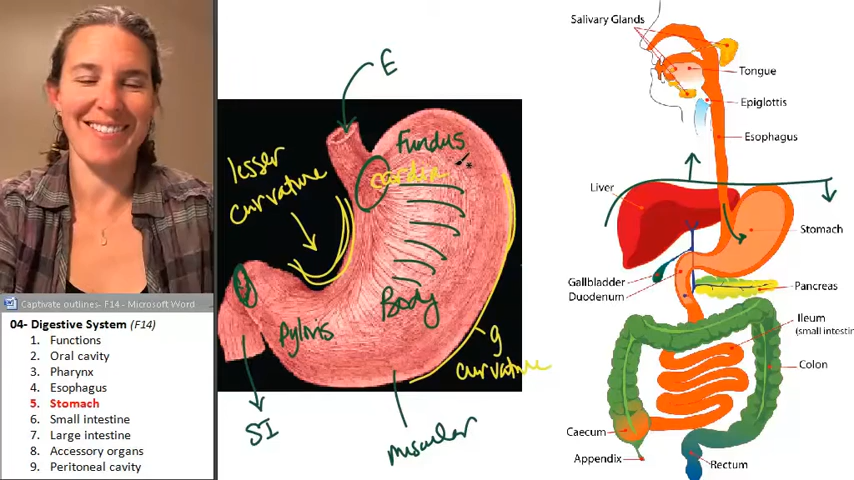 E
Fundus
cardia
lesser
curvature
Body
Pyloris
g
curvature
SI
muscular
Captivate outlines- F14 - Microsoft Word
04- Digestive System (F14)
1. Functions
2. Oral cavity
3. Pharynx
4. Esophagus
5. Stomach
6. Small intestine
7. Large intestine
8. Accessory organs
9. Peritoneal cavity
Salivary Glands
Tongue
Epiglottis
Esophagus
Liver
Stomach
Gallbladder
Duodenum
Pancreas
Ileum
(small intestin
Colon
Caecum
Appendix
Rectum